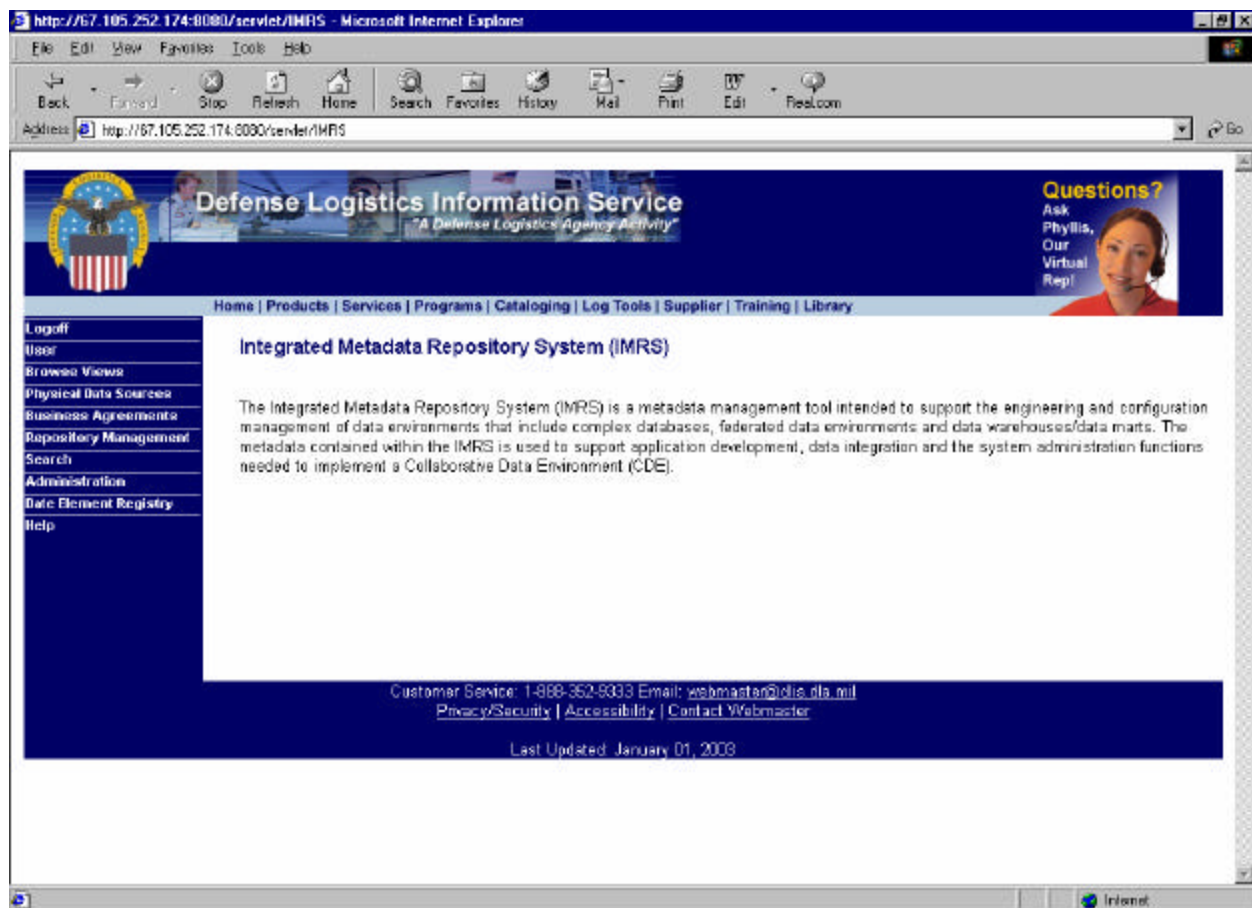 http://67.105.252.174:8080/servlet/IMRS - Microsoft Internet Explorer
File Edit View Favorites Tools Help
Back Forward Stop Refresh Home Search Favorites History Mail Print Edit Real.com
Address http://67.105.252.174:8080/servlet/IMRS Go
Defense Logistics Information Service
"A Defense Logistics Agency Activity"
Questions?
Ask
Phyllis,
Our
Virtual
Rep!
Home | Products | Services | Programs | Cataloging | Log Tools | Supplier | Training | Library
Logoff
User
Browse Views
Physical Data Sources
Business Agreements
Repository Management
Search
Administration
Date Element Registry
Help
Integrated Metadata Repository System (IMRS)
The Integrated Metadata Repository System (IMRS) is a metadata management tool intended to support the engineering and configuration
management of data environments that include complex databases, federated data environments and data warehouses/data marts. The
metadata contained within the IMRS is used to support application development, data integration and the system administration functions
needed to implement a Collaborative Data Environment (CDE).
Customer Service: 1-888-352-9333 Email: webmaster@dlis.dla.mil
Privacy/Security | Accessibility | Contact Webmaster
Last Updated: January 01, 2003
Internet